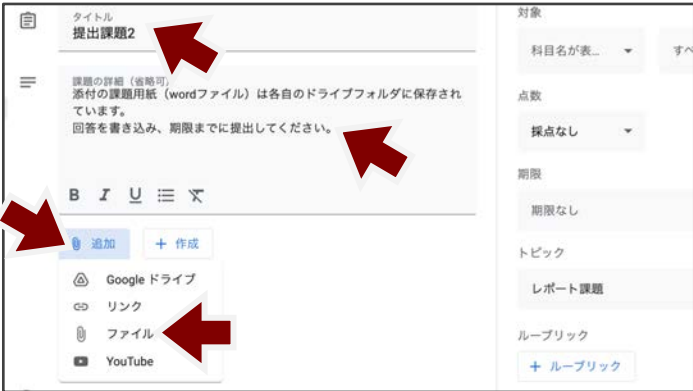 タイトル
提出課題2
課題の詳細（省略可）
添付の課題用紙（wordファイル）は各自のドライブフォルダに保存され
ています。
回答を書き込み、期限までに提出してください。
B I U
追加
+ 作成
Google ドライブ
リンク
ファイル
YouTube
対象
科目名が表...
すべ
点数
採点なし
期限
期限なし
トピック
レポート課題
ルーブリック
+ ルーブリック